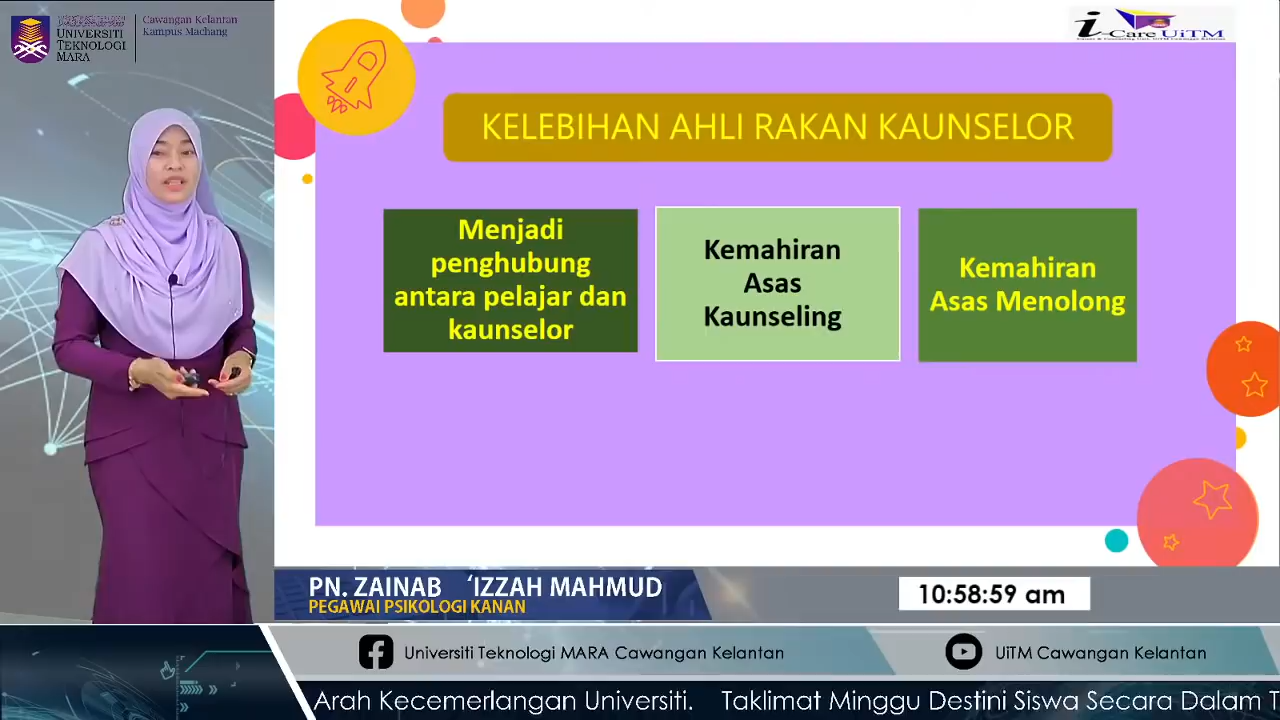 UNIVERSITI
TEKNOLOGI
MARA
Cawangan Kelantan
Kampus Machang
i-Care UiTM
KELEBIHAN AHLI RAKAN KAUNSELOR
Menjadi
penghubung
antara pelajar dan
kaunselor
Kemahiran
Asas
Kaunseling
Kemahiran
Asas Menolong
PN. ZAINAB ‘IZZAH MAHMUD
PEGAWAI PSIKOLOGI KANAN
10:58:59 am
Universiti Teknologi MARA Cawangan Kelantan
UiTM Cawangan Kelantan
Arah Kecemerlangan Universiti. Taklimat Minggu Destini Siswa Secara Dalam T